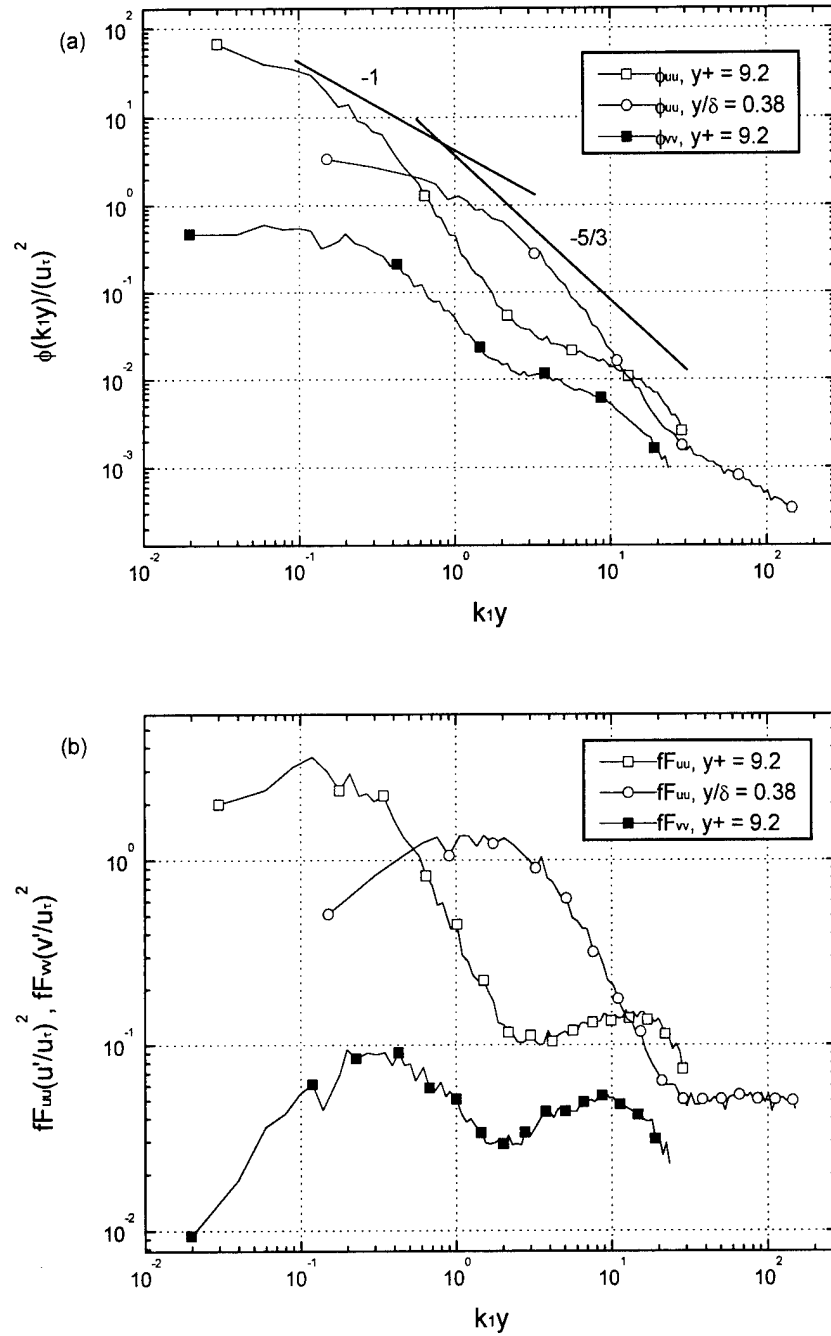 (a)
10²
10¹
10⁰
10⁻¹
10⁻²
10⁻³
ϕ(k₁y)/(uτ)²
-1
-5/3
ϕuu, y+ = 9.2
ϕuu, y/δ = 0.38
ϕvv, y+ = 9.2
10⁻² 10⁻¹ 10⁰ 10¹ 10²
k₁y
(b)
10⁰
10⁻¹
10⁻²
fFuu(u'/uτ)², fFvv(v'/uτ)²
fFuu, y+ = 9.2
fFuu, y/δ = 0.38
fFvv, y+ = 9.2
10⁻² 10⁻¹ 10⁰ 10¹ 10²
k₁y